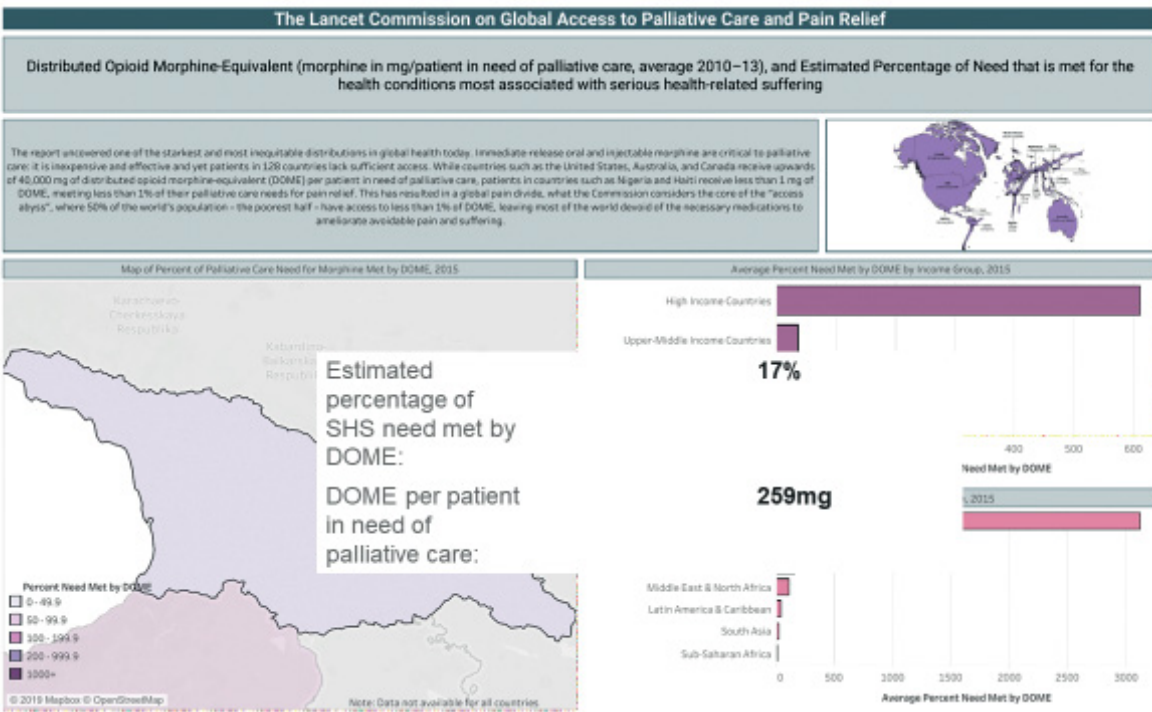 The Lancet Commission on Global Access to Palliative Care and Pain Relief
Distributed Opioid Morphine-Equivalent (morphine in mg/patient in need of palliative care, average 2010–13), and Estimated Percentage of Need that is met for the
health conditions most associated with serious health-related suffering
The report uncovered one of the starkest and most inequitable distributions in global health today. Immediate-release oral and injectable morphine are critical to palliative
care: it is inexpensive and effective and yet patients in 128 countries lack sufficient access. While countries such as the United States, Australia, and Canada receive upwards
of 40,000 mg of distributed opioid morphine-equivalent (DOME) per patient in need of palliative care, patients in countries such as Nigeria and Haiti receive less than 1 mg of
DOME, meeting less than 1% of their palliative care needs for pain relief. This has resulted in a global pain divide, what the Commission considers the core of the "access
abyss", where 50% of the world's population – the poorest half – have access to less than 1% of DOME, leaving most of the world devoid of the necessary medications to
ameliorate avoidable pain and suffering.
Map of Percent of Palliative Care Need for Morphine Met by DOME, 2015
Karachaevo-
Cherkesskaya
Respublika
Kabardino-
Balkarska
Respubli
Estimated
percentage of
SHS need met by
DOME:
DOME per patient
in need of
palliative care:
17%
259mg
Percent Need Met by DOME
0 - 49.9
50 - 99.9
100 - 199.9
200 - 999.9
1000+
© 2019 Mapbox © OpenStreetMap
Note: Data not available for all countries
Average Percent Need Met by DOME by Income Group, 2015
High Income Countries
Upper-Middle Income Countries
400 500 600
Need Met by DOME
, 2015
Middle East & North Africa
Latin America & Caribbean
South Asia
Sub-Saharan Africa
0 500 1000 1500 2000 2500 3000
Average Percent Need Met by DOME